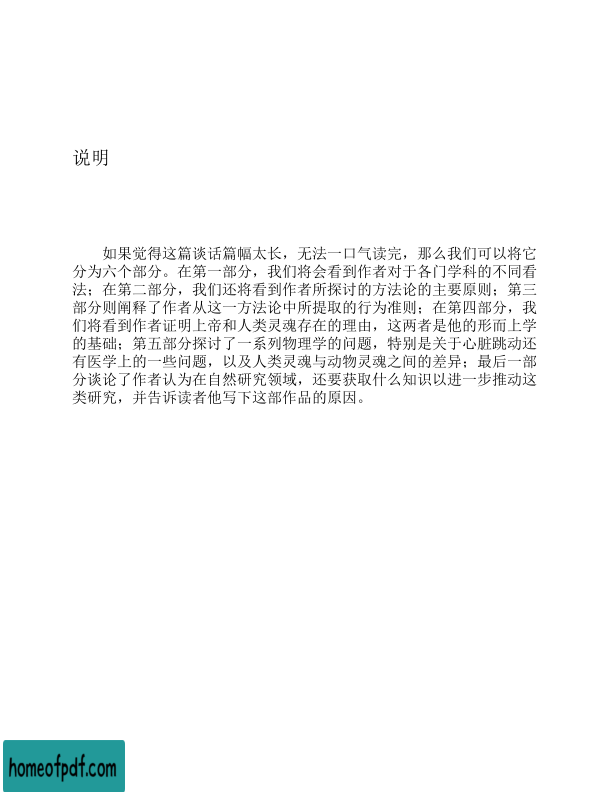 说明
如果觉得这篇谈话篇幅太长，无法一口气读完，那么我们可以将它
分为六个部分。在第一部分，我们将会看到作者对于各门学科的不同看
法；在第二部分，我们还将看到作者所探讨的方法论的主要原则；第三
部分则阐释了作者从这一方法论中所提取的行为准则；在第四部分，我
们将看到作者证明上帝和人类灵魂存在的理由，这两者是他的形而上学
的基础；第五部分探讨了一系列物理学的问题，特别是关于心脏跳动还
有医学上的一些问题，以及人类灵魂与动物灵魂之间的差异；最后一部
分谈论了作者认为在自然研究领域，还要获取什么知识以进一步推动这
类研究，并告诉读者他写下这部作品的原因。
homeofpdf.com